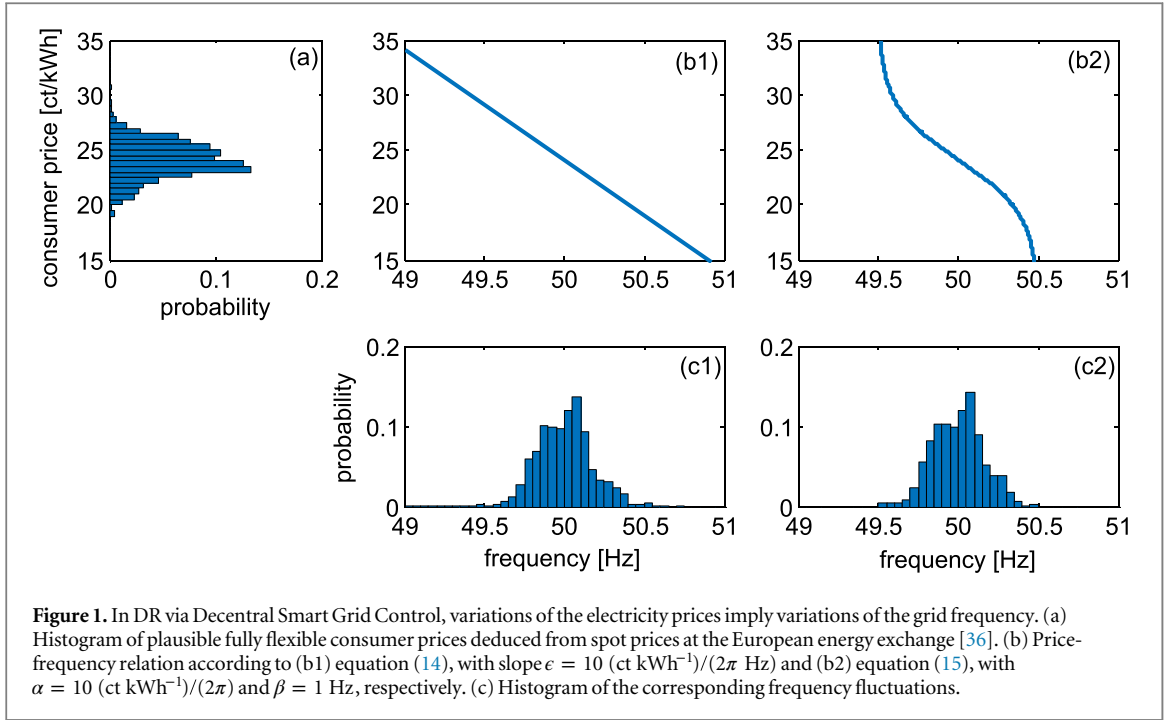 (a)
35
30
25
20
15
consumer price [ct/kWh]
0 0.1 0.2
probability
(b1)
35
30
25
20
15
49 49.5 50 50.5 51
(b2)
35
30
25
20
15
49 49.5 50 50.5 51
(c1)
0.2
0.1
0
probability
49 49.5 50 50.5 51
frequency [Hz]
(c2)
0.2
0.1
0
49 49.5 50 50.5 51
frequency [Hz]
Figure 1. In DR via Decentral Smart Grid Control, variations of the electricity prices imply variations of the grid frequency. (a)
Histogram of plausible fully flexible consumer prices deduced from spot prices at the European energy exchange [36]. (b) Price-
frequency relation according to (b1) equation (14), with slope ϵ = 10 (ct kWh⁻¹)/(2π Hz) and (b2) equation (15), with
α = 10 (ct kWh⁻¹)/(2π) and β = 1 Hz, respectively. (c) Histogram of the corresponding frequency fluctuations.